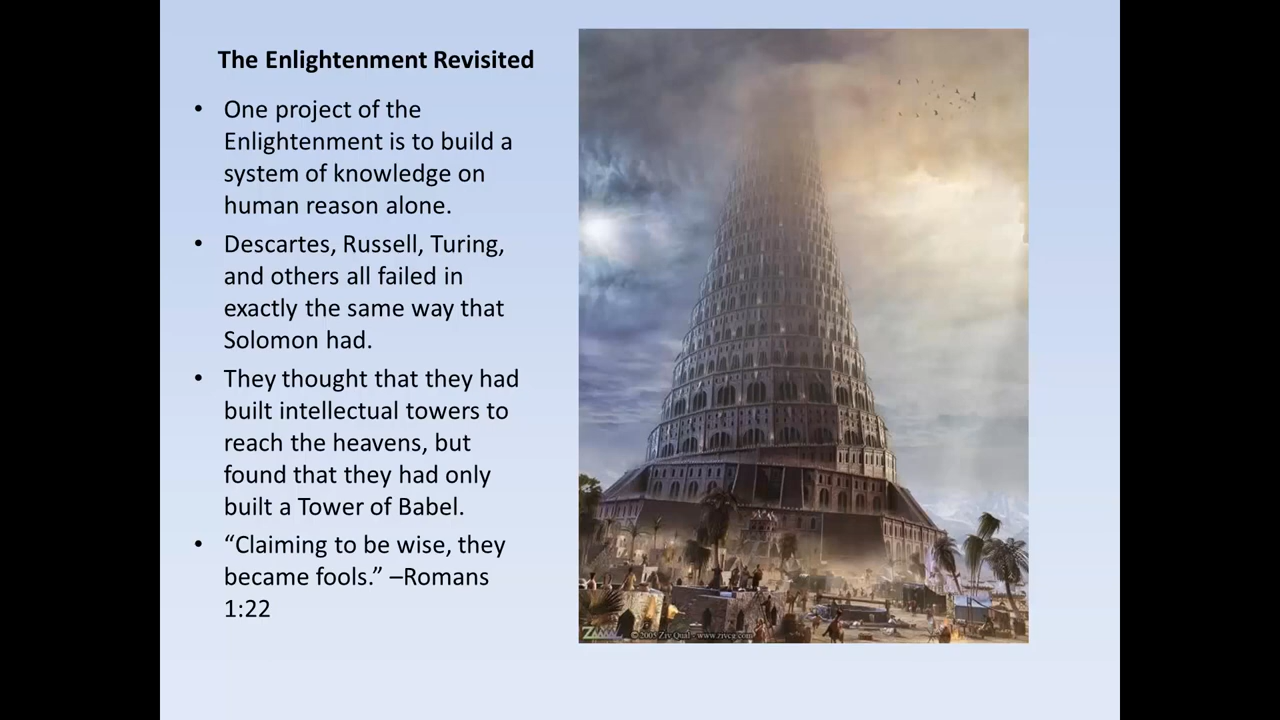 The Enlightenment Revisited
• One project of the
Enlightenment is to build a
system of knowledge on
human reason alone.
• Descartes, Russell, Turing,
and others all failed in
exactly the same way that
Solomon had.
• They thought that they had
built intellectual towers to
reach the heavens, but
found that they had only
built a Tower of Babel.
• “Claiming to be wise, they
became fools.” –Romans
1:22
© 2005 Ziv Qual - www.zivcg.com